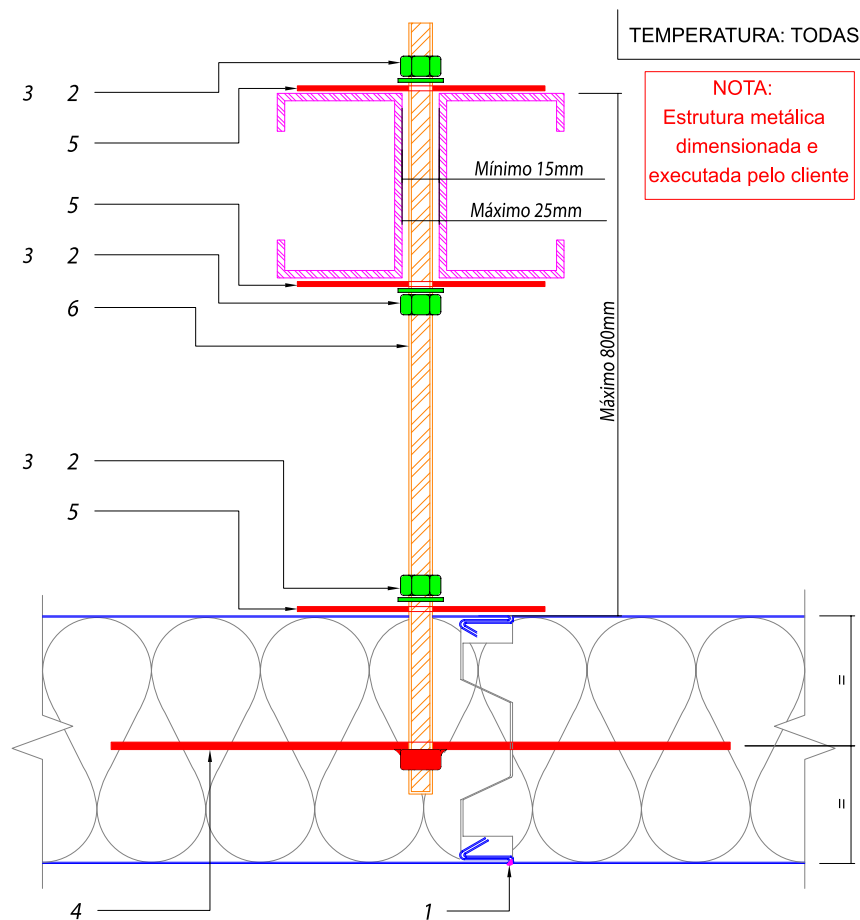 TEMPERATURA: TODAS
NOTA:
Estrutura metálica
dimensionada e
executada pelo cliente
3 2
5
Mínimo 15mm
5
Máximo 25mm
3 2
6
Máximo 800mm
3 2
5
=
=
4
1